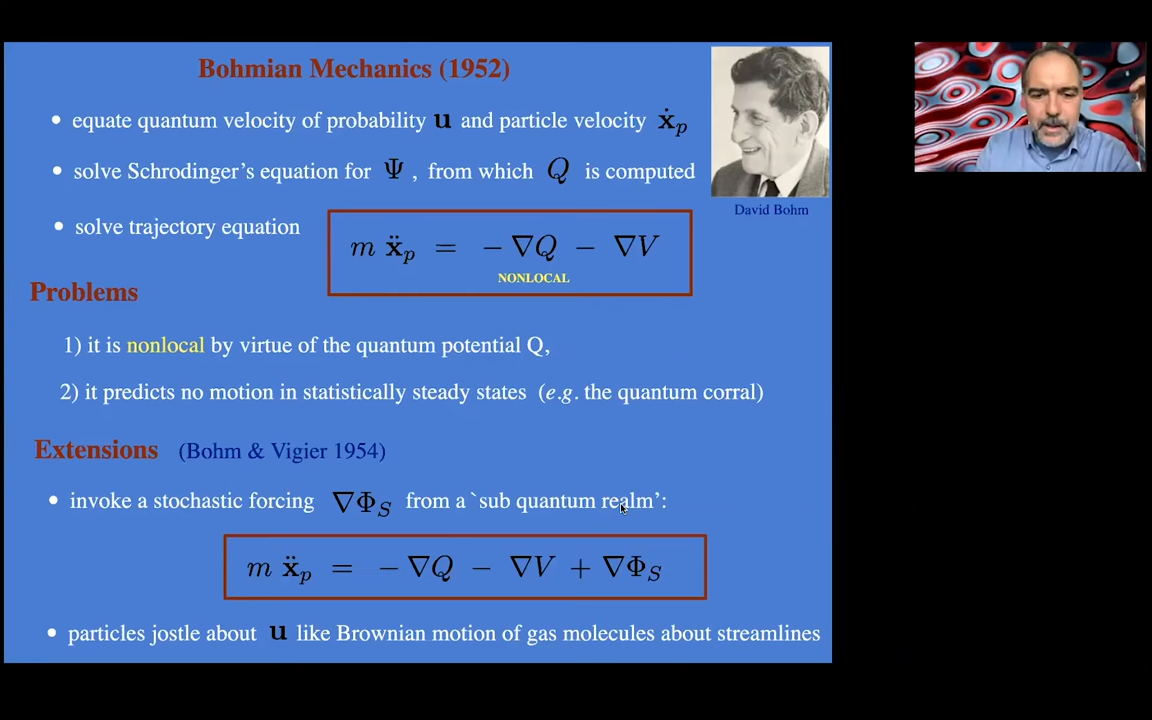 Bohmian Mechanics (1952)
• equate quantum velocity of probability u and particle velocity ẋₚ
• solve Schrodinger's equation for Ψ , from which Q is computed
David Bohm
• solve trajectory equation
m ẍₚ = − ∇Q − ∇V
NONLOCAL
Problems
1) it is nonlocal by virtue of the quantum potential Q,
2) it predicts no motion in statistically steady states (e.g. the quantum corral)
Extensions (Bohm & Vigier 1954)
• invoke a stochastic forcing ∇Φ_S from a `sub quantum realm':
m ẍₚ = − ∇Q − ∇V + ∇Φ_S
• particles jostle about u like Brownian motion of gas molecules about streamlines